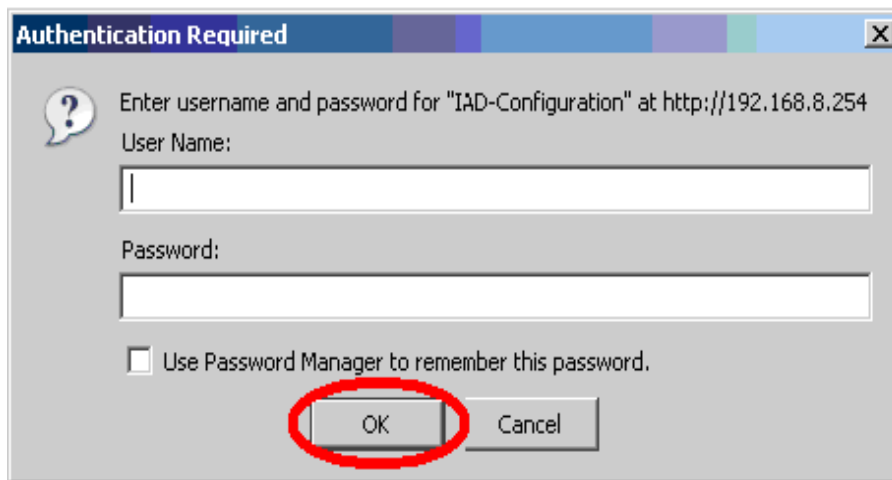 Authentication Required
Enter username and password for "IAD-Configuration" at http://192.168.8.254
User Name:
Password:
Use Password Manager to remember this password.
OK Cancel